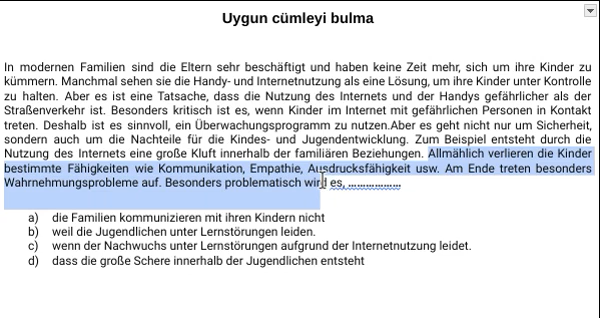 Uygun cümleyi bulma
In modernen Familien sind die Eltern sehr beschäftigt und haben keine Zeit mehr, sich um ihre Kinder zu
kümmern. Manchmal sehen sie die Handy- und Internetnutzung als eine Lösung, um ihre Kinder unter Kontrolle
zu halten. Aber es ist eine Tatsache, dass die Nutzung des Internets und der Handys gefährlicher als der
Straßenverkehr ist. Besonders kritisch ist es, wenn Kinder im Internet mit gefährlichen Personen in Kontakt
treten. Deshalb ist es sinnvoll, ein Überwachungsprogramm zu nutzen.Aber es geht nicht nur um Sicherheit,
sondern auch um die Nachteile für die Kindes- und Jugendentwicklung. Zum Beispiel entsteht durch die
Nutzung des Internets eine große Kluft innerhalb der familiären Beziehungen. Allmählich verlieren die Kinder
bestimmte Fähigkeiten wie Kommunikation, Empathie, Ausdrucksfähigkeit usw. Am Ende treten besonders
Wahrnehmungsprobleme auf. Besonders problematisch wird es, ..................
a) die Familien kommunizieren mit ihren Kindern nicht
b) weil die Jugendlichen unter Lernstörungen leiden.
c) wenn der Nachwuchs unter Lernstörungen aufgrund der Internetnutzung leidet.
d) dass die große Schere innerhalb der Jugendlichen entsteht